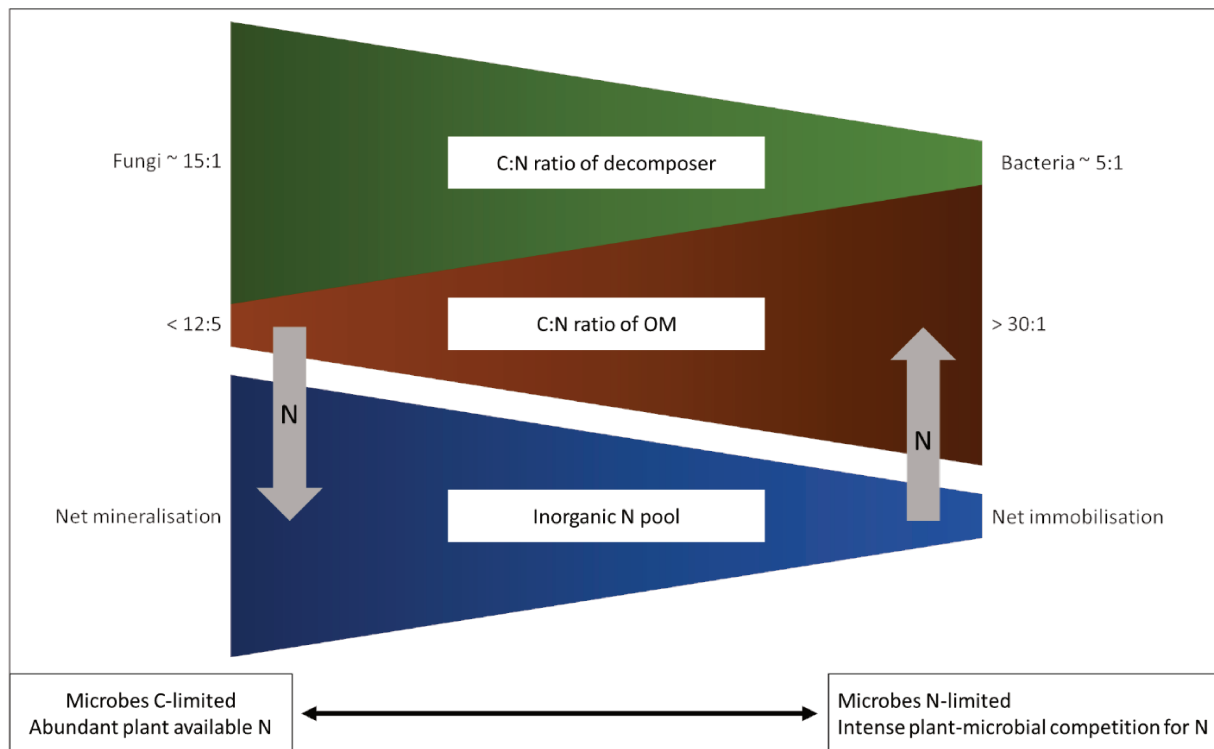 C:N ratio of decomposer
Fungi ~ 15:1
Bacteria ~ 5:1
< 12:5
C:N ratio of OM
> 30:1
N
N
Net mineralisation
Inorganic N pool
Net immobilisation
Microbes C-limited
Abundant plant available N
Microbes N-limited
Intense plant-microbial competition for N